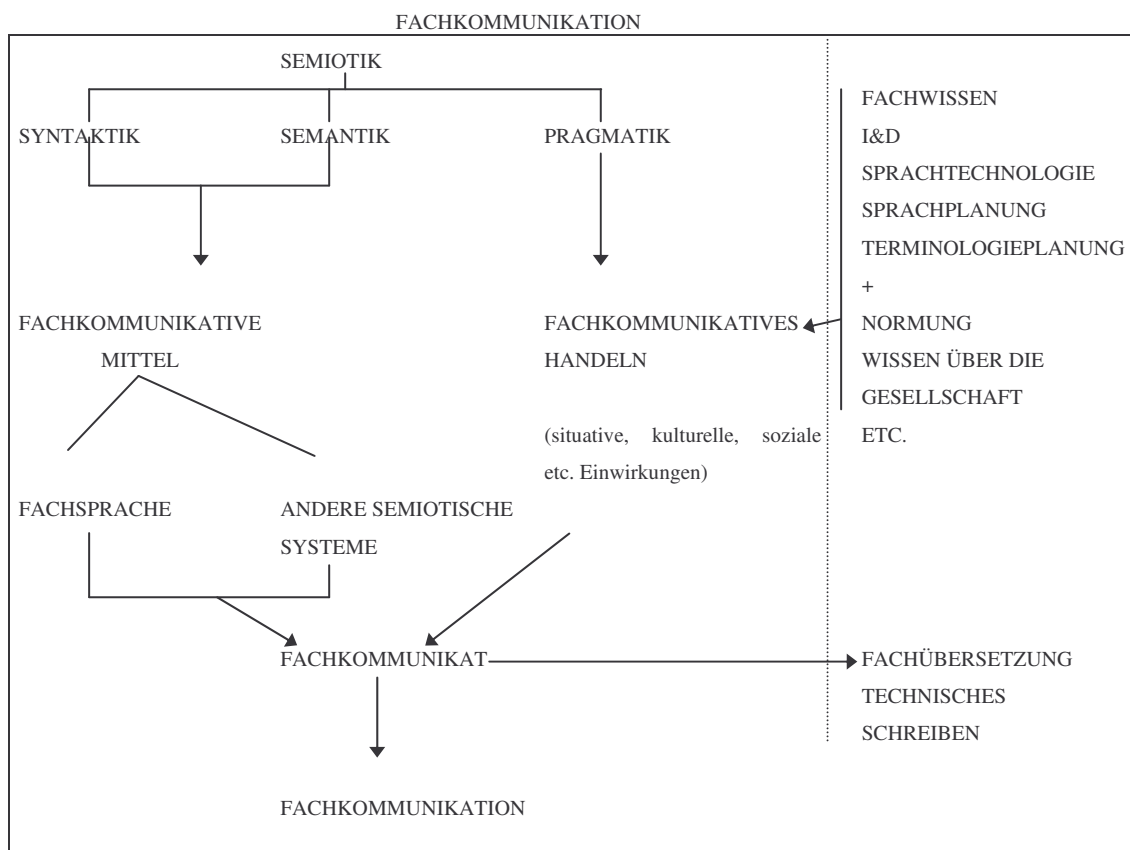 FACHKOMMUNIKATION
SEMIOTIK
SYNTAKTIK
SEMANTIK
PRAGMATIK
FACHWISSEN
I&D
SPRACHTECHNOLOGIE
SPRACHPLANUNG
TERMINOLOGIEPLANUNG
+
NORMUNG
WISSEN ÜBER DIE
GESELLSCHAFT
ETC.
FACHKOMMUNIKATIVE
MITTEL
FACHKOMMUNIKATIVES
HANDELN
(situative, kulturelle, soziale
etc. Einwirkungen)
FACHSPRACHE
ANDERE SEMIOTISCHE
SYSTEME
FACHKOMMUNIKAT
FACHÜBERSETZUNG
TECHNISCHES
SCHREIBEN
FACHKOMMUNIKATION